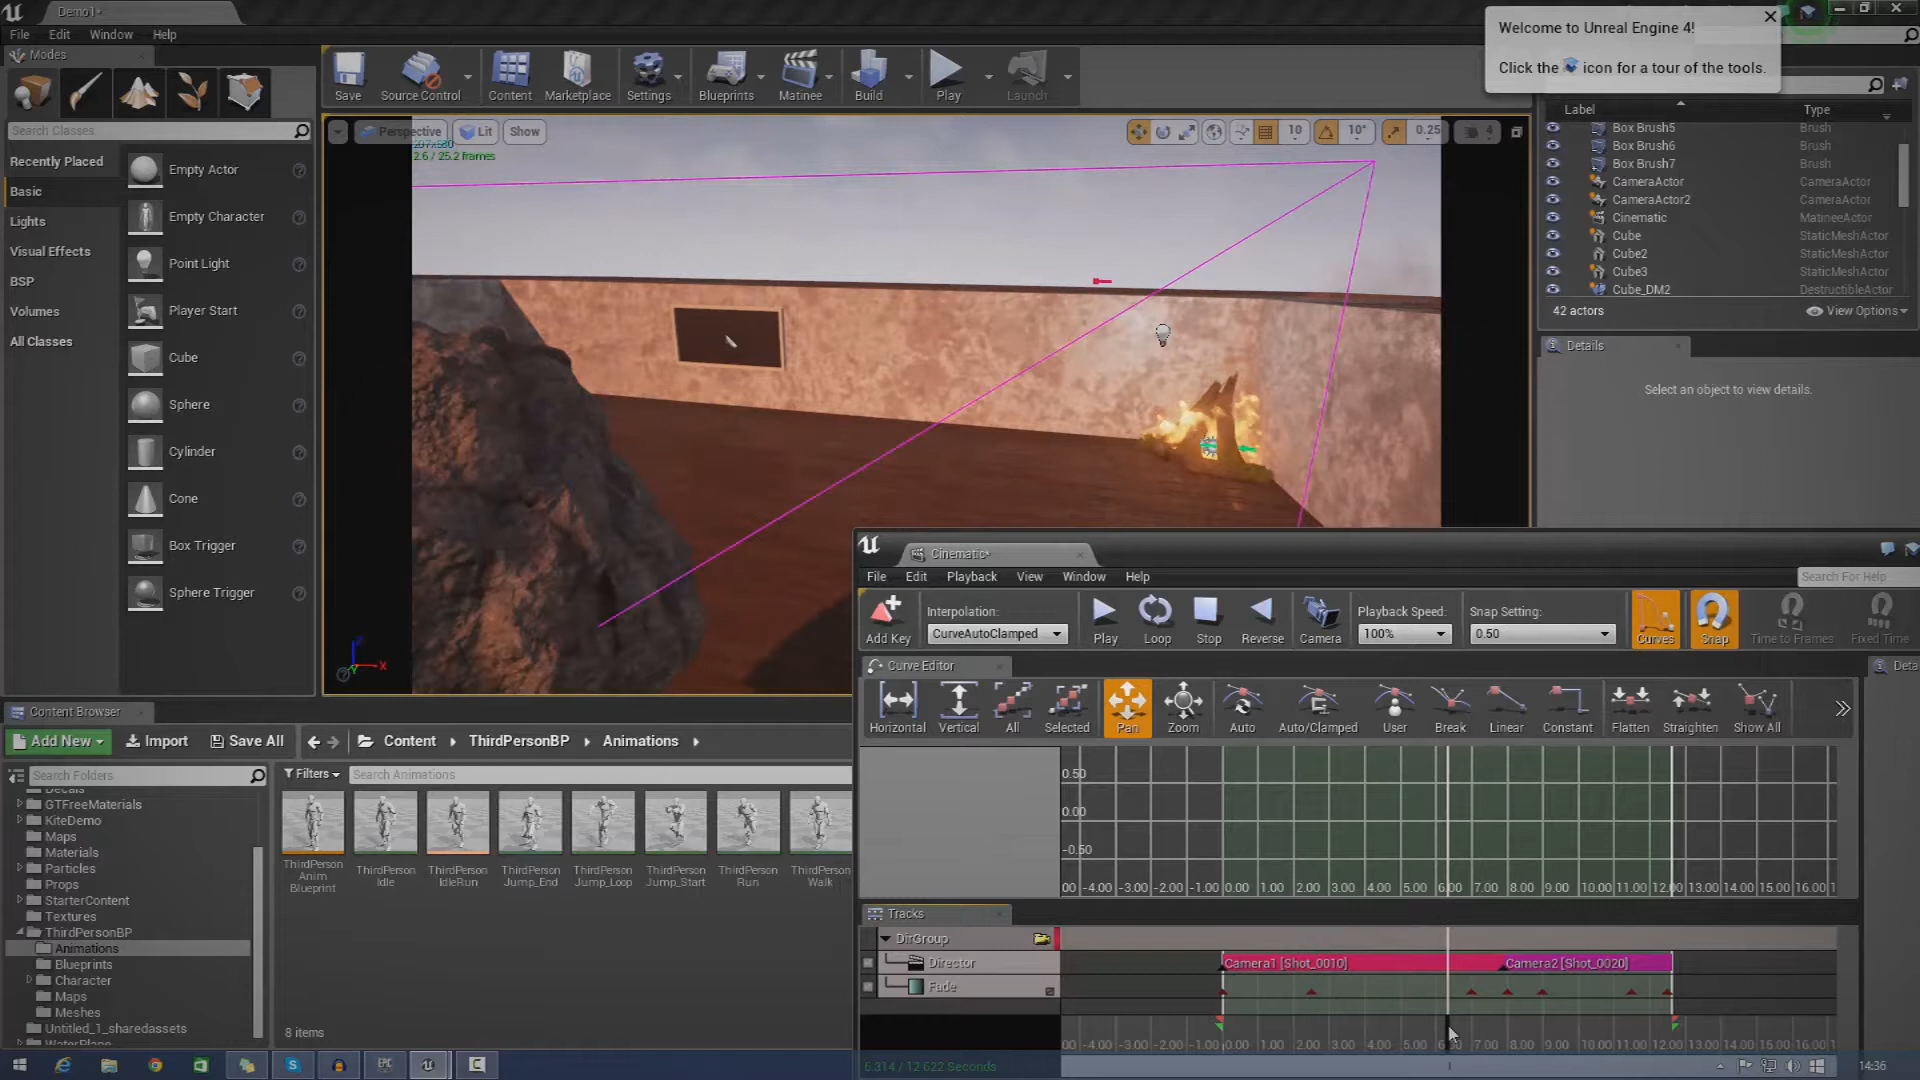 Demo1*
File Edit Window Help
Modes
Search Classes
Recently Placed
Basic
Lights
Visual Effects
BSP
Volumes
All Classes
Empty Actor
Empty Character
Point Light
Player Start
Cube
Sphere
Cylinder
Cone
Box Trigger
Sphere Trigger
Save Source Control Content Marketplace Settings Blueprints Matinee Build Play Launch
Perspective Lit Show
2.6 / 25.2 frames
10 10° 0.25 4
X
Welcome to Unreal Engine 4!
Click the icon for a tour of the tools.
Label Type
Box Brush5 Brush
Box Brush6 Brush
Box Brush7 Brush
CameraActor CameraActor
CameraActor2 CameraActor
Cinematic MatineeActor
Cube StaticMeshActor
Cube2 StaticMeshActor
Cube3 StaticMeshActor
Cube_DM2 DestructibleActor
42 actors View Options
Details
Select an object to view details.
Content Browser
Add New Import Save All Content ThirdPersonBP Animations
Search Folders
Filters Search Animations
Decals
GTFreeMaterials
KiteDemo
Maps
Materials
Particles
Props
StarterContent
Textures
ThirdPersonBP
Animations
Blueprints
Character
Maps
Meshes
Untitled_1_sharedassets
WaterPlane
ThirdPerson Anim Blueprint
ThirdPerson Idle
ThirdPerson IdleRun
ThirdPerson Jump_End
ThirdPerson Jump_Loop
ThirdPerson Jump_Start
ThirdPerson Run
ThirdPerson Walk
8 items
Cinematic*
File Edit Playback View Window Help
Search For Help
Add Key
Interpolation:
CurveAutoClamped
Play Loop Stop Reverse Camera
Playback Speed:
100%
Snap Setting:
0.50
Curves Snap Time to Frames Fixed Time
Curve Editor
Deta
Horizontal Vertical All Selected Pan Zoom Auto Auto/Clamped User Break Linear Constant Flatten Straighten Show All
0.50
0.00
-0.50
00 -4.00 -3.00 -2.00 -1.00 0.00 1.00 2.00 3.00 4.00 5.00 6.00 7.00 8.00 9.00 10.00 11.00 12.00 13.00 14.00 15.00 16.00 1
Tracks
DirGroup
Director Camera1 [Shot_0010] Camera2 [Shot_0020]
Fade
00 -4.00 -3.00 -2.00 -1.00 0.00 1.00 2.00 3.00 4.00 5.00 8.00 9.00 10.00 11.00 12.00 13.00 14.00 15.00 16.00 1
6.314 / 12.622 Seconds
14:36